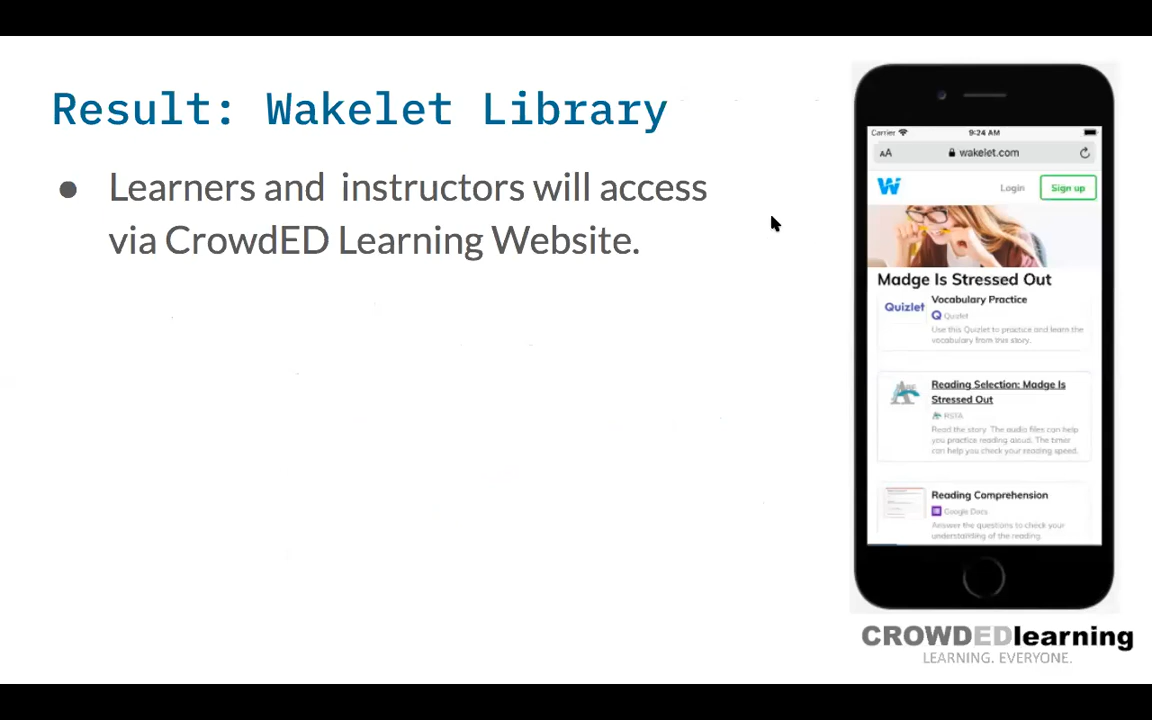 Result: Wakelet Library
● Learners and instructors will access
via CrowdED Learning Website.
Carrier
9:24 AM
AA
wakelet.com
W
Login
Sign up
Madge Is Stressed Out
Quizlet
Vocabulary Practice
Q Quizlet
Use this Quizlet to practice and learn the
vocabulary from this story.
Reading Selection: Madge Is
Stressed Out
RSTA
Read the story. The audio files can help
you practice reading aloud. The timer
can help you check your reading speed.
Reading Comprehension
Google Docs
Answer the questions to check your
understanding of the reading.
CROWDEDlearning
LEARNING. EVERYONE.